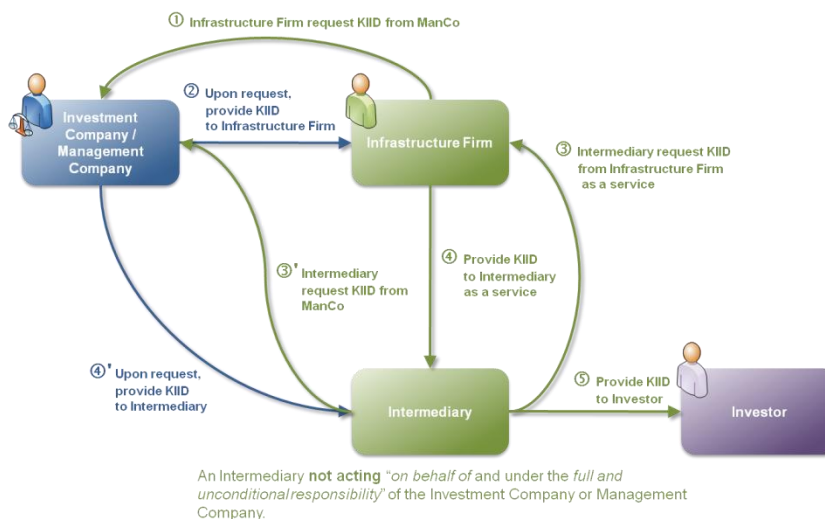 ① Infrastructure Firm request KIID from ManCo
② Upon request,
provide KIID
to Infrastructure Firm
Investment
Company /
Management
Company
Infrastructure Firm
③ Intermediary request KIID
from Infrastructure Firm
as a service
④ Provide KIID
to Intermediary
as a service
③' Intermediary
request KIID from
ManCo
④' Upon request,
provide KIID
to Intermediary
⑤ Provide KIID
to Investor
Intermediary
Investor
An Intermediary not acting “on behalf of and under the full and
unconditional responsibility” of the Investment Company or Management
Company.